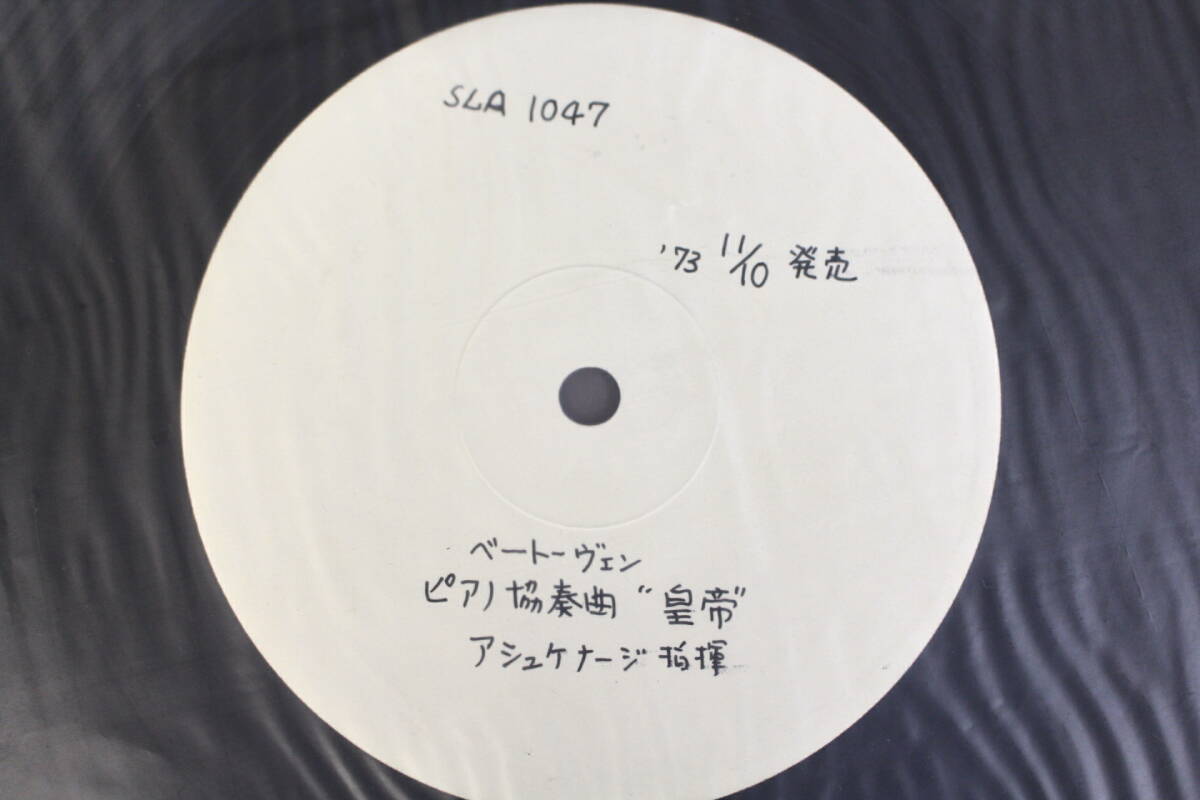 SLA 1047
'73 11/10 発売
ベートーヴェン
ピアノ協奏曲 “皇帝”
アシュケナージ 指揮